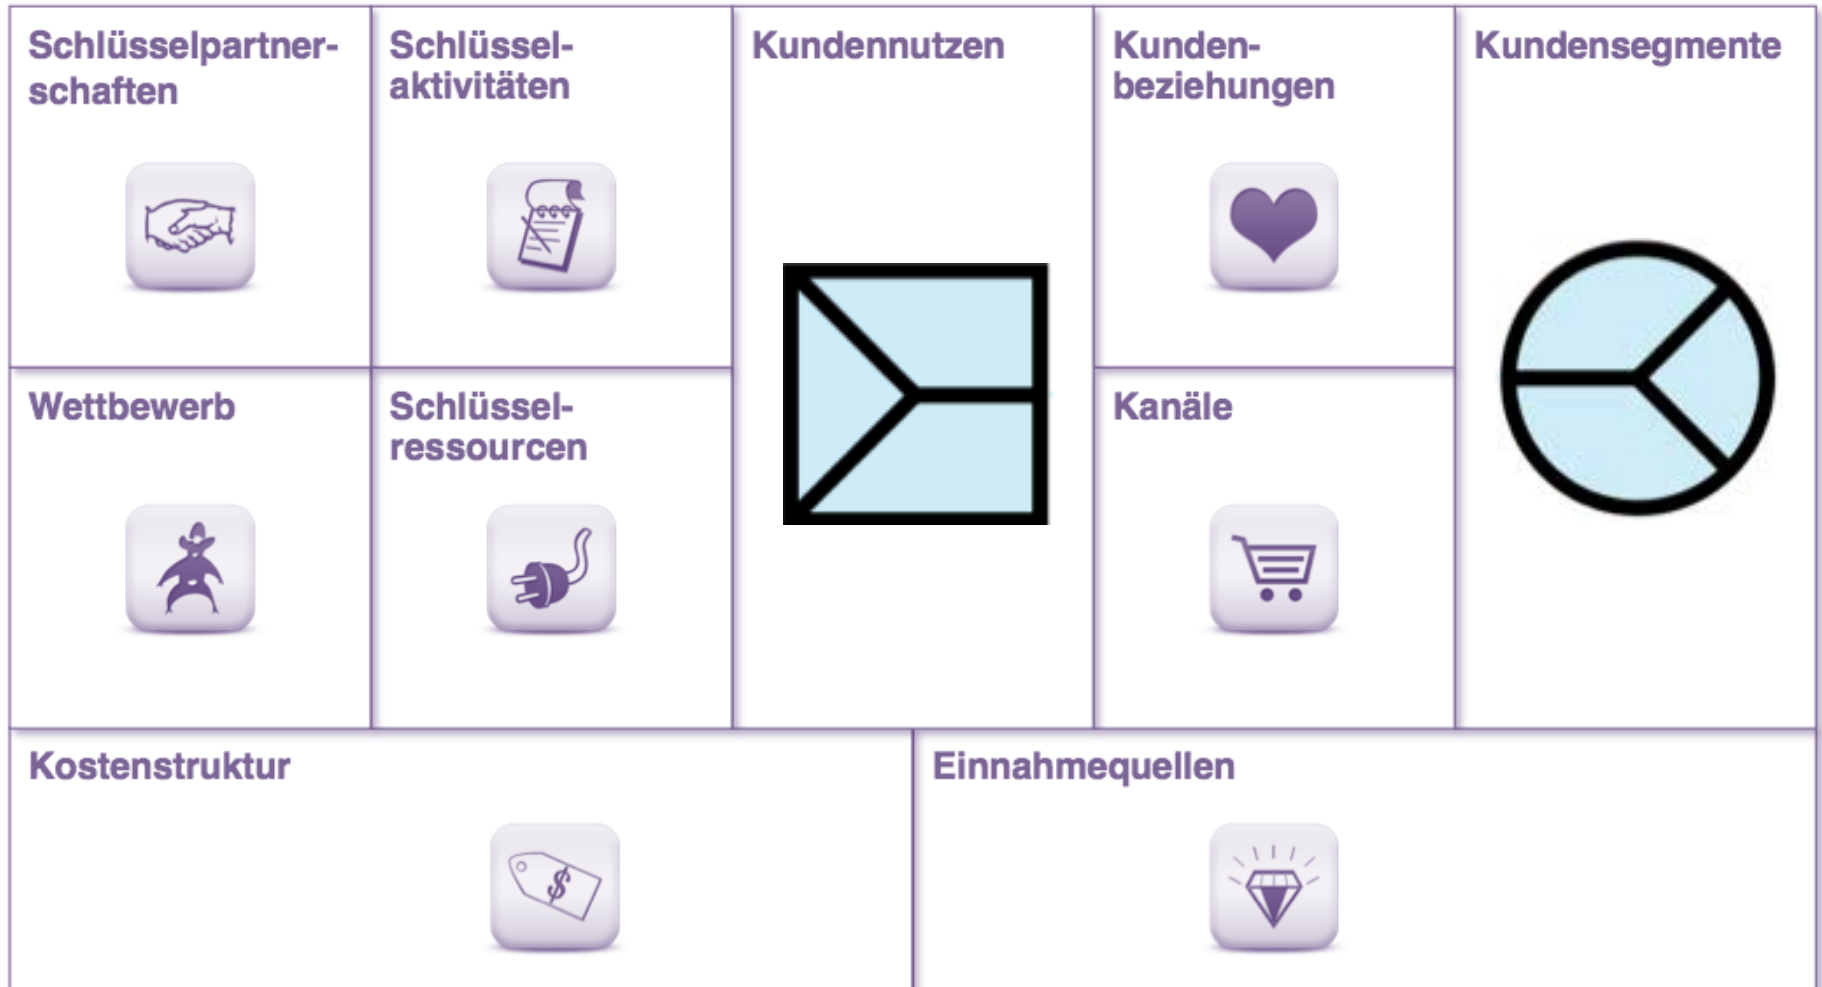 Schlüsselpartner-
schaften
Schlüssel-
aktivitäten
Kundennutzen
Kunden-
beziehungen
Kundensegmente
Wettbewerb
Schlüssel-
ressourcen
Kanäle
Kostenstruktur
$
Einnahmequellen